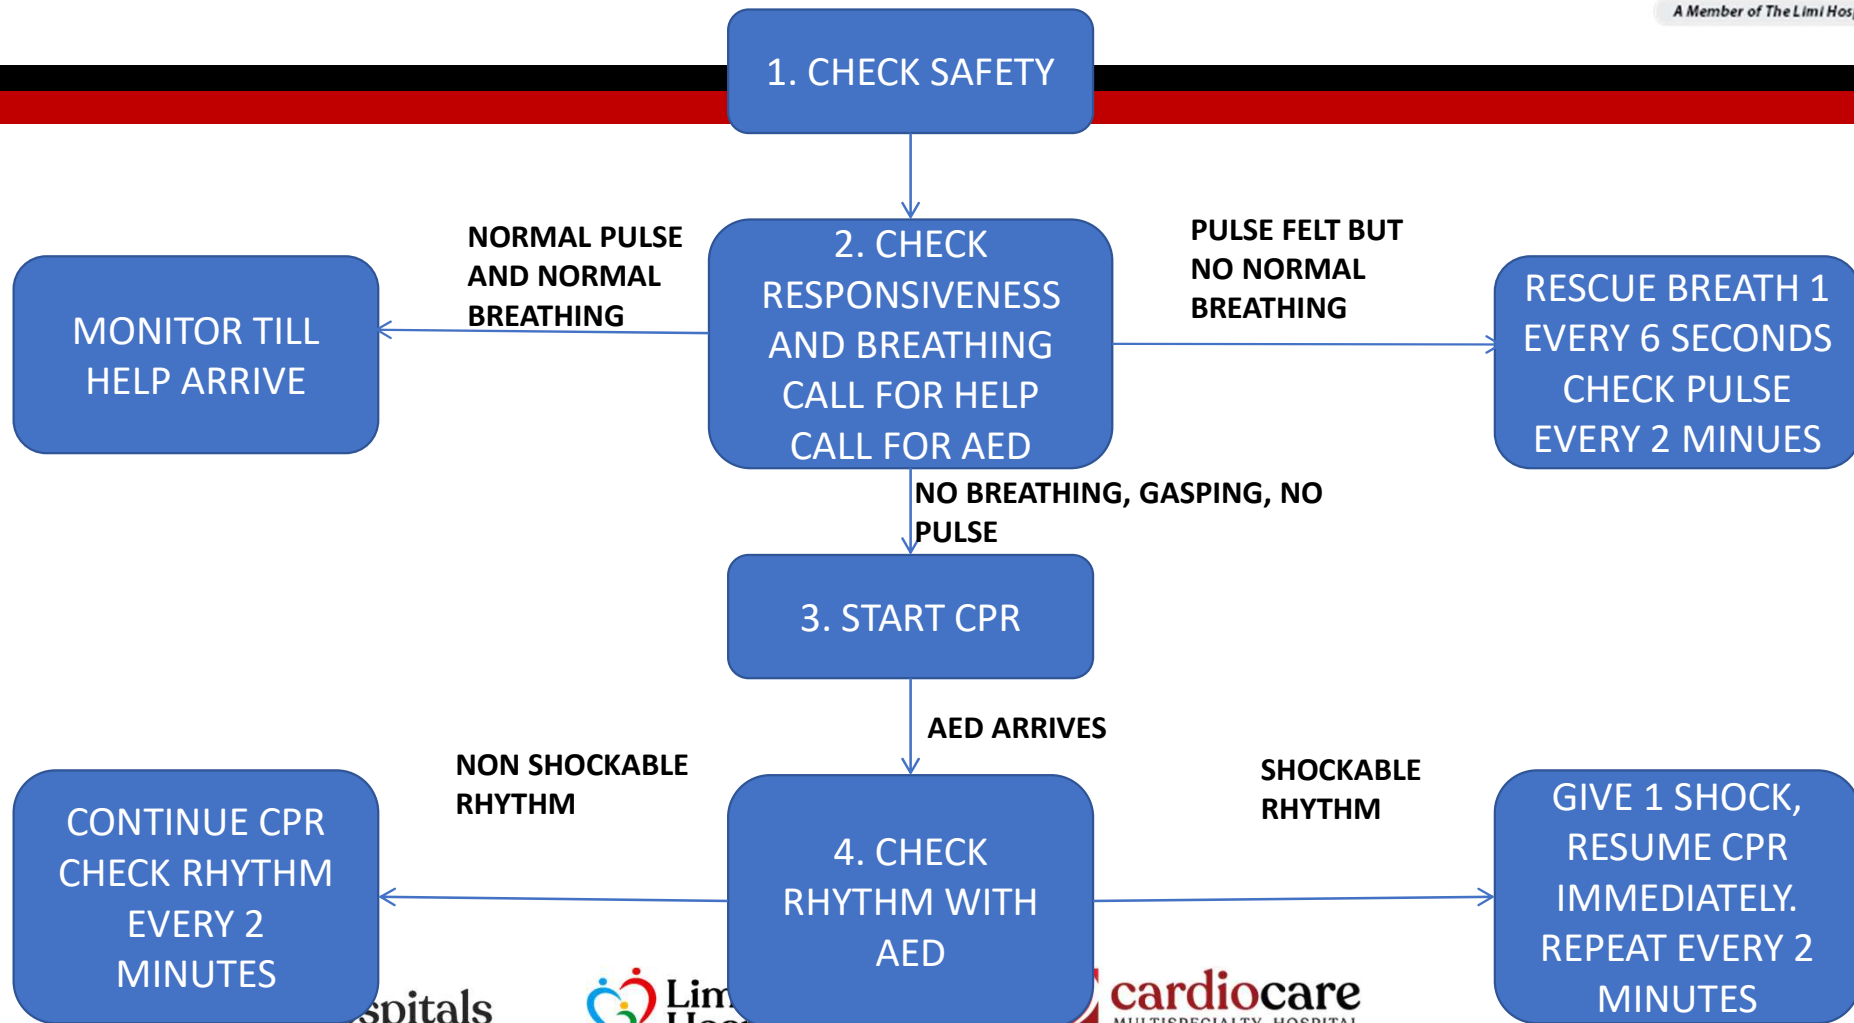 A Member of The Limi Hos
1. CHECK SAFETY
NORMAL PULSE
AND NORMAL
BREATHING
2. CHECK
RESPONSIVENESS
AND BREATHING
CALL FOR HELP
CALL FOR AED
PULSE FELT BUT
NO NORMAL
BREATHING
MONITOR TILL
HELP ARRIVE
RESCUE BREATH 1
EVERY 6 SECONDS
CHECK PULSE
EVERY 2 MINUES
NO BREATHING, GASPING, NO
PULSE
3. START CPR
AED ARRIVES
NON SHOCKABLE
RHYTHM
SHOCKABLE
RHYTHM
CONTINUE CPR
CHECK RHYTHM
EVERY 2
MINUTES
4. CHECK
RHYTHM WITH
AED
GIVE 1 SHOCK,
RESUME CPR
IMMEDIATELY.
REPEAT EVERY 2
MINUTES
spitals
Lim
cardiocare
MULTISPECIALTY HOSPITAL